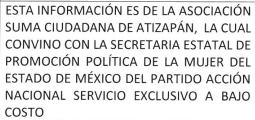 ESTA INFORMACIÓN ES DE LA ASOCIACIÓN
SUMA CIUDADANA DE ATIZAPÁN, LA CUAL
CONVINO CON LA SECRETARIA ESTATAL DE
PROMOCIÓN POLÍTICA DE LA MUJER DEL
ESTADO DE MÉXICO DEL PARTIDO ACCIÓN
NACIONAL SERVICIO EXCLUSIVO A BAJO
COSTO